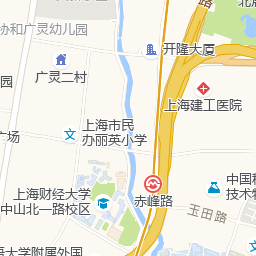 协和广灵幼儿园
开隆大厦
广灵二村
园
上海建工医院
上海市民
办丽英小学
广场
赤峰路
中国科
技术
上海财经大学
中山北一路校区
玉田路
语大学附属外国